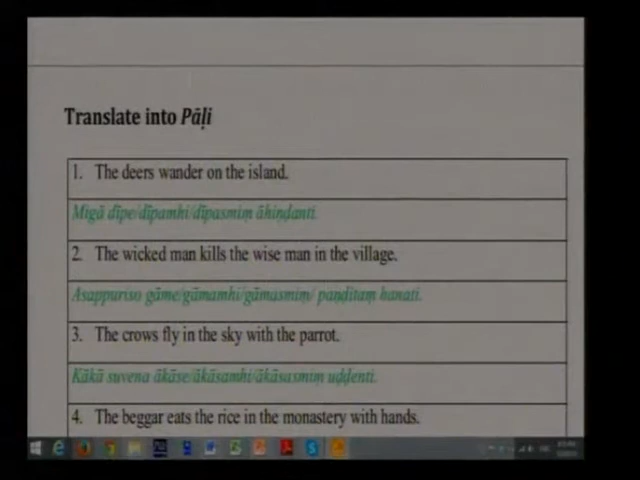 Translate into Pāḷi
1. The deers wander on the island.
Migā dīpe/dīpamhi/dīpasmiṃ āhiṇḍanti.
2. The wicked man kills the wise man in the village.
Asappuriso gāme/gāmamhi/gāmasmiṃ/ paṇḍitaṃ hanati.
3. The crows fly in the sky with the parrot.
Kākā suvena ākāse/ākāsamhi/ākāsasmiṃ uḍḍenti.
4. The beggar eats the rice in the monastery with hands.